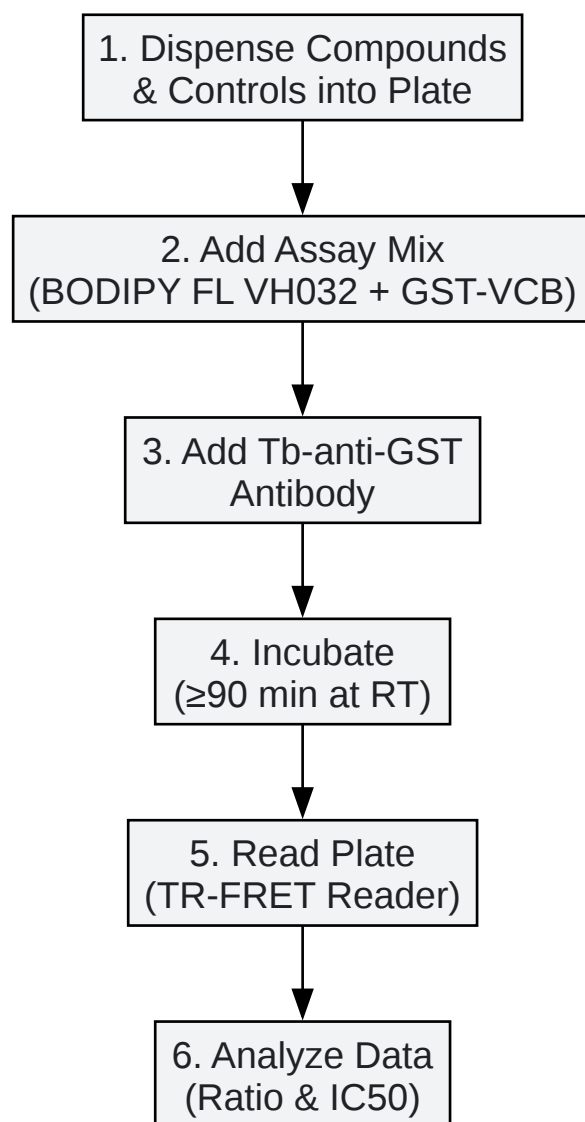 1. Dispense Compounds
& Controls into Plate
2. Add Assay Mix
(BODIPY FL VH032 + GST-VCB)
3. Add Tb-anti-GST
Antibody
4. Incubate
(≥90 min at RT)
5. Read Plate
(TR-FRET Reader)
6. Analyze Data
(Ratio & IC50)